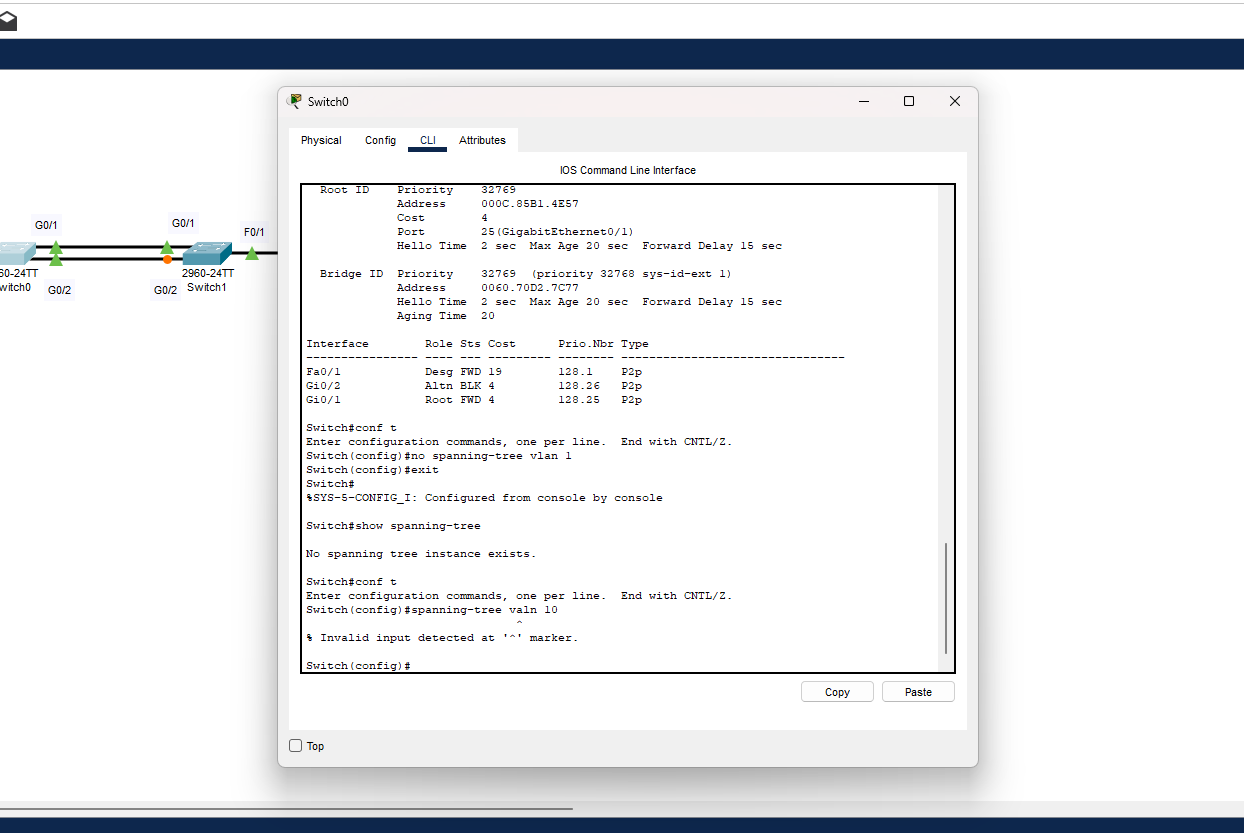 Switch0
Physical Config CLI Attributes
IOS Command Line Interface
Root ID Priority 32769
Address 000C.85B1.4E57
Cost 4
Port 25(GigabitEthernet0/1)
Hello Time 2 sec Max Age 20 sec Forward Delay 15 sec
Bridge ID Priority 32769 (priority 32768 sys-id-ext 1)
Address 0060.70D2.7C77
Hello Time 2 sec Max Age 20 sec Forward Delay 15 sec
Aging Time 20
Interface Role Sts Cost Prio.Nbr Type
---------------- ---- --- --------- -------- --------------------------------
Fa0/1 Desg FWD 19 128.1 P2p
Gi0/2 Altn BLK 4 128.26 P2p
Gi0/1 Root FWD 4 128.25 P2p
Switch#conf t
Enter configuration commands, one per line. End with CNTL/Z.
Switch(config)#no spanning-tree vlan 1
Switch(config)#exit
Switch#
%SYS-5-CONFIG_I: Configured from console by console
Switch#show spanning-tree
No spanning tree instance exists.
Switch#conf t
Enter configuration commands, one per line. End with CNTL/Z.
Switch(config)#spanning-tree valn 10
^
% Invalid input detected at '^' marker.
Switch(config)#
Copy Paste
Top
G0/1 G0/1 F0/1
60-24TT 2960-24TT
witch0 G0/2 G0/2 Switch1